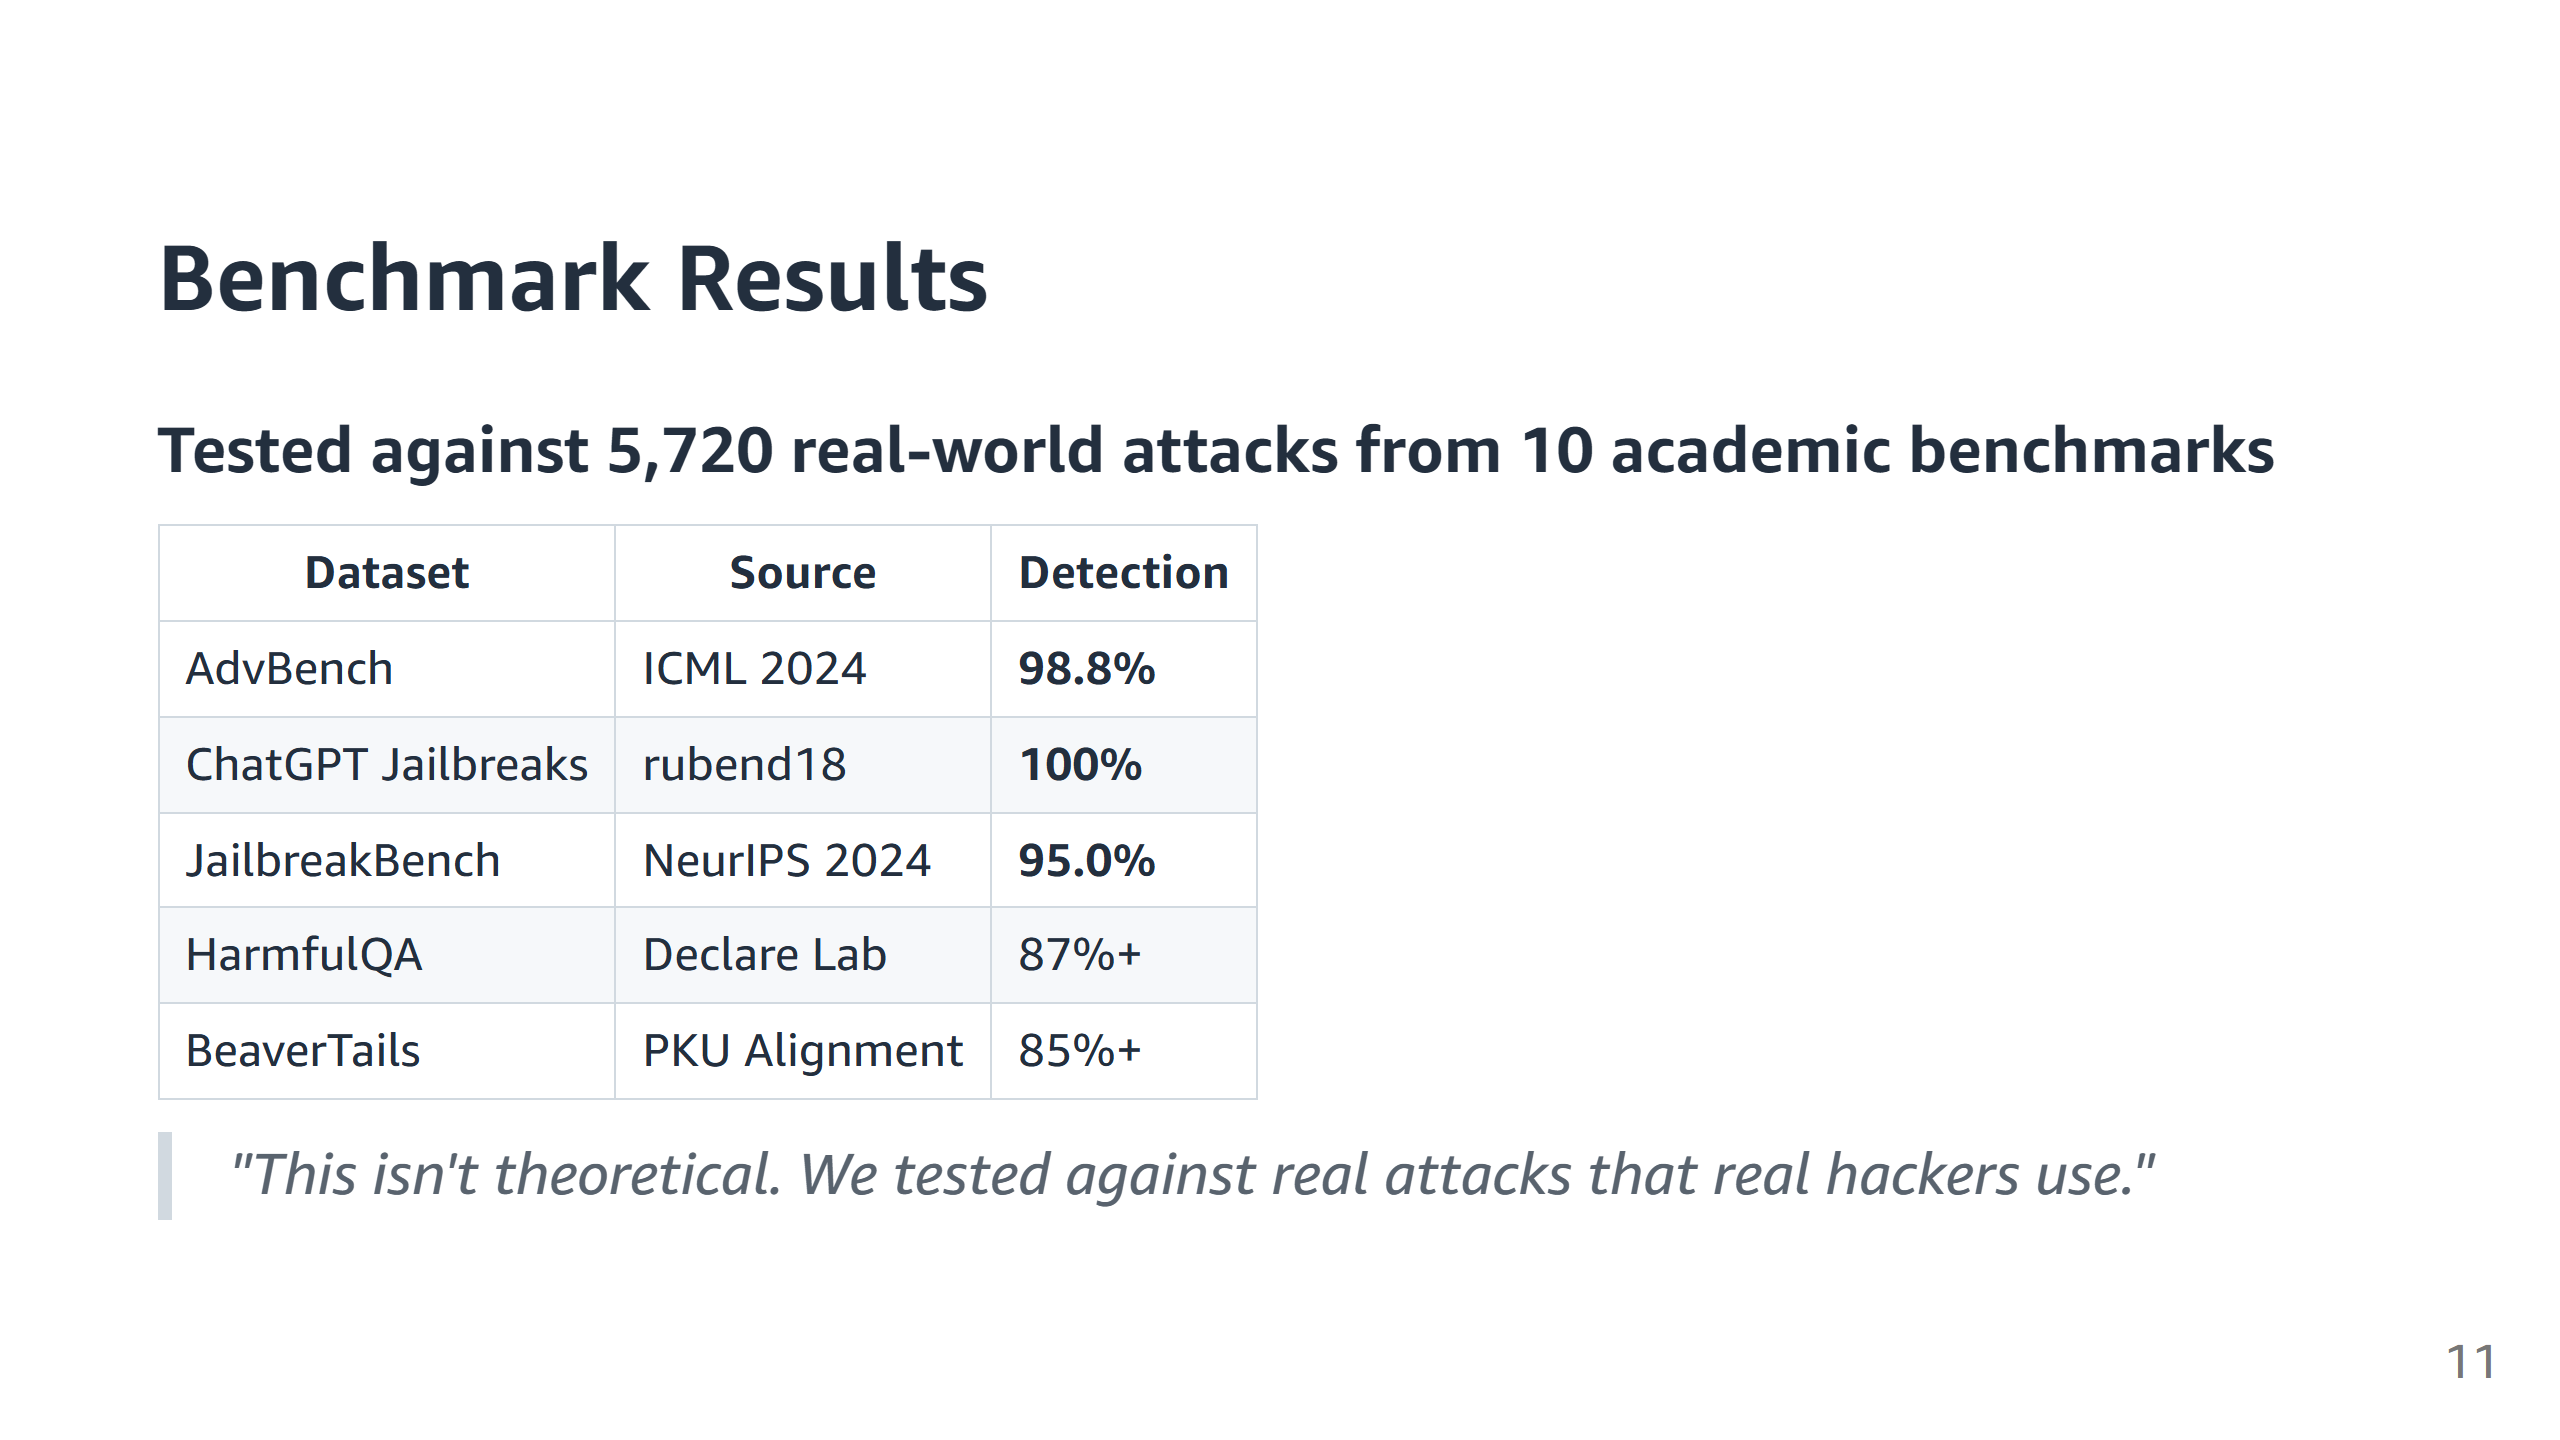 Benchmark Results
Tested against 5,720 real-world attacks from 10 academic benchmarks
Dataset Source Detection
AdvBench ICML 2024 98.8%
ChatGPT Jailbreaks rubend18 100%
JailbreakBench NeurIPS 2024 95.0%
HarmfulQA Declare Lab 87%+
BeaverTails PKU Alignment 85%+
"This isn't theoretical. We tested against real attacks that real hackers use."
11